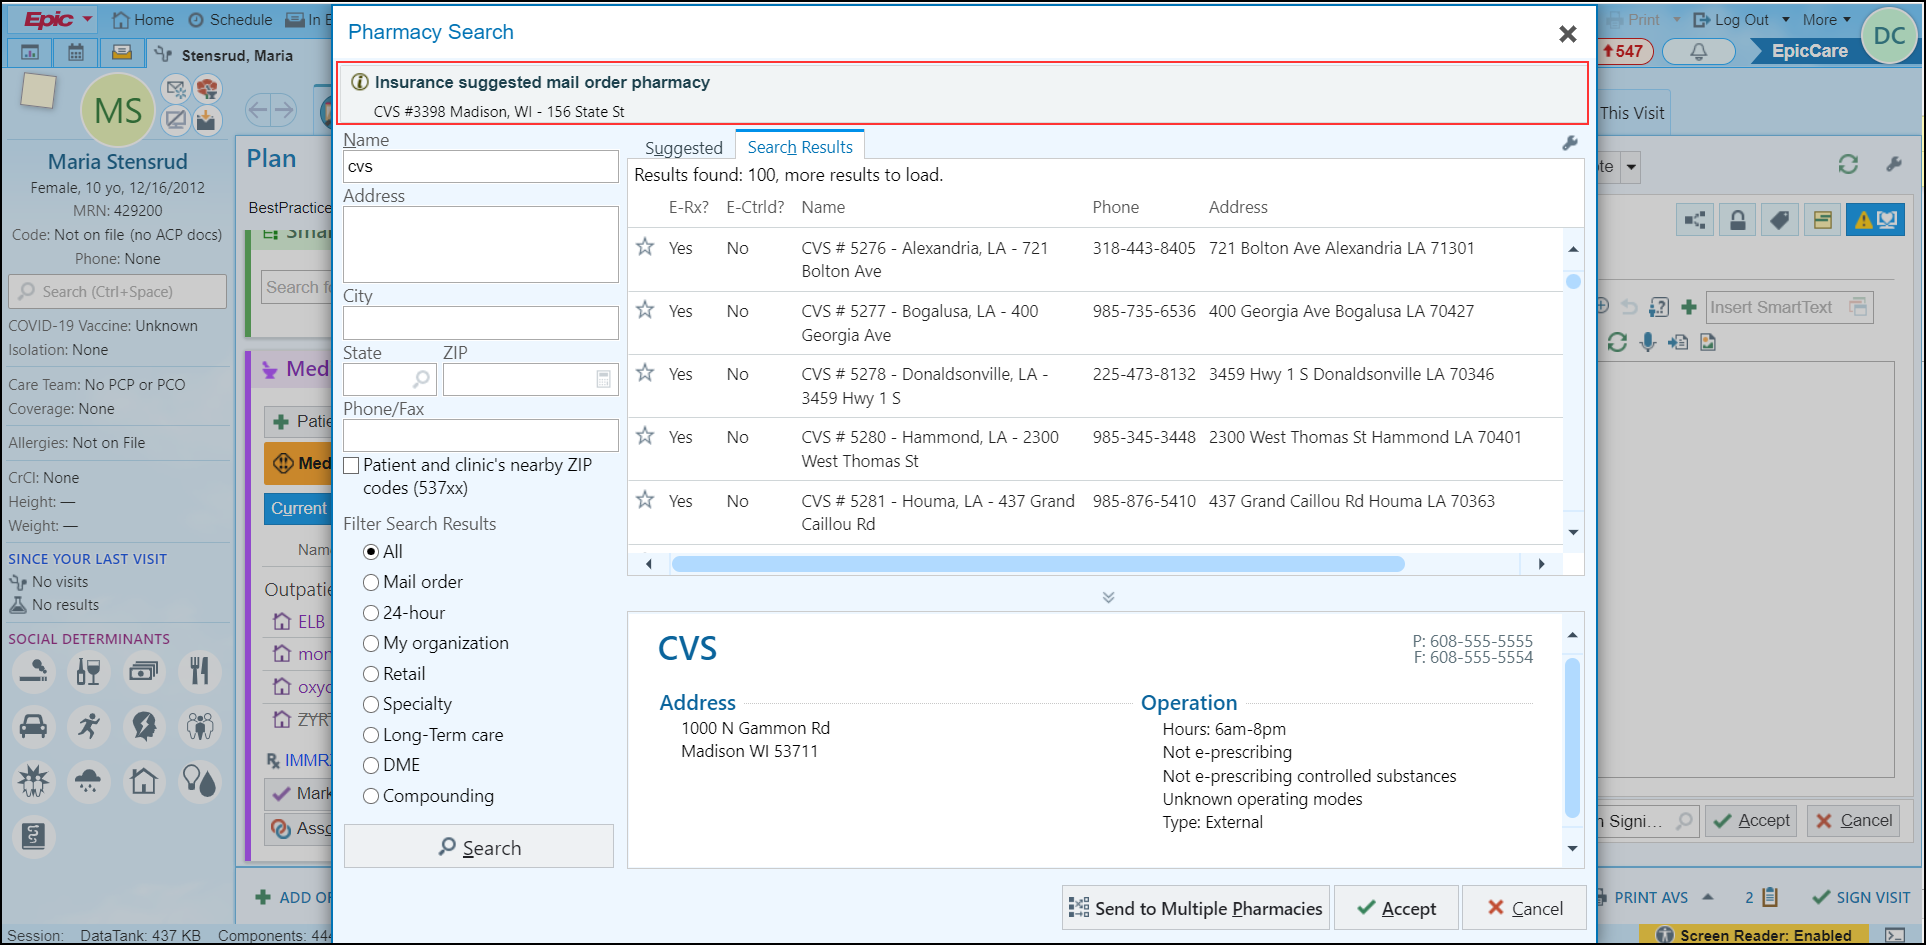 Epic
Home
Schedule
In B
Print
Log Out
More
DC
Stensrud, Maria
547
EpicCare
MS
Maria Stensrud
Female, 10 yo, 12/16/2012
MRN: 429200
Code: Not on file (no ACP docs)
Phone: None
Search (Ctrl+Space)
COVID-19 Vaccine: Unknown
Isolation: None
Care Team: No PCP or PCO
Coverage: None
Allergies: Not on File
CrCl: None
Height: —
Weight: —
SINCE YOUR LAST VISIT
No visits
No results
SOCIAL DETERMINANTS
Plan
BestPractice
Search fo
Med
Patie
Med
Current
Name
Outpatie
ELB
mon
oxyc
ZYR
IMMR
Mark
Asso
ADD OR
Pharmacy Search
Insurance suggested mail order pharmacy
CVS #3398 Madison, WI - 156 State St
Name
cvs
Address
City
State
ZIP
Phone/Fax
Patient and clinic's nearby ZIP
codes (537xx)
Filter Search Results
All
Mail order
24-hour
My organization
Retail
Specialty
Long-Term care
DME
Compounding
Search
Suggested
Search Results
Results found: 100, more results to load.
E-Rx? E-Ctrld? Name Phone Address
Yes No CVS # 5276 - Alexandria, LA - 721 318-443-8405 721 Bolton Ave Alexandria LA 71301
Bolton Ave
Yes No CVS # 5277 - Bogalusa, LA - 400 985-735-6536 400 Georgia Ave Bogalusa LA 70427
Georgia Ave
Yes No CVS # 5278 - Donaldsonville, LA - 225-473-8132 3459 Hwy 1 S Donaldsonville LA 70346
3459 Hwy 1 S
Yes No CVS # 5280 - Hammond, LA - 2300 985-345-3448 2300 West Thomas St Hammond LA 70401
West Thomas St
Yes No CVS # 5281 - Houma, LA - 437 Grand 985-876-5410 437 Grand Caillou Rd Houma LA 70363
Caillou Rd
CVS
P: 608-555-5555
F: 608-555-5554
Address
1000 N Gammon Rd
Madison WI 53711
Operation
Hours: 6am-8pm
Not e-prescribing
Not e-prescribing controlled substances
Unknown operating modes
Type: External
Send to Multiple Pharmacies
Accept
Cancel
This Visit
te
Insert SmartText
n Signi...
Accept
Cancel
PRINT AVS
2
SIGN VISIT
Session: DataTank: 437 KB Components: 444
Screen Reader: Enabled